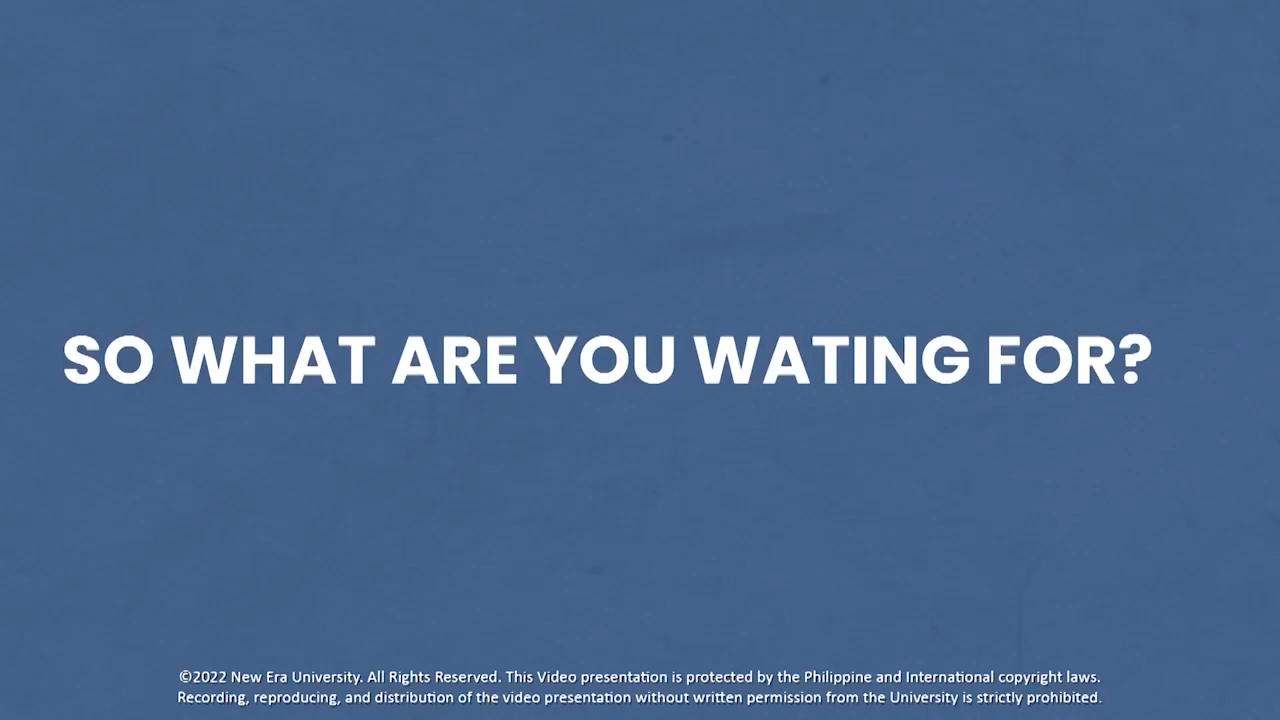 SO WHAT ARE YOU WATING FOR?
©2022 New Era University. All Rights Reserved. This Video presentation is protected by the Philippine and International copyright laws.
Recording, reproducing, and distribution of the video presentation without written permission from the University is strictly prohibited.